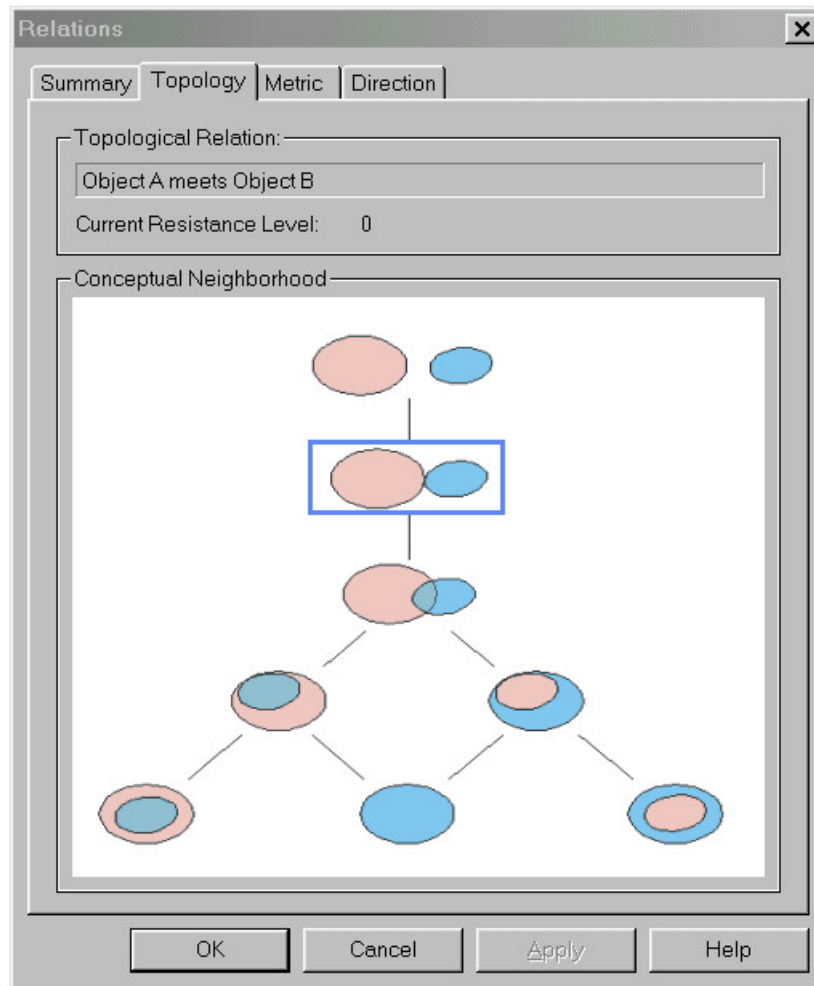 Relations
Summary Topology Metric Direction
Topological Relation:
Object A meets Object B
Current Resistance Level: 0
Conceptual Neighborhood
OK Cancel Apply Help